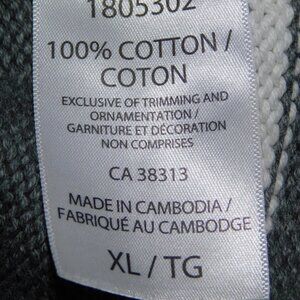 1805302
100% COTTON /
COTON
EXCLUSIVE OF TRIMMING AND
ORNAMENTATION /
GARNITURE ET DÉCORATION
NON COMPRISES
CA 38313
MADE IN CAMBODIA /
FABRIQUÉ AU CAMBODGE
XL / TG